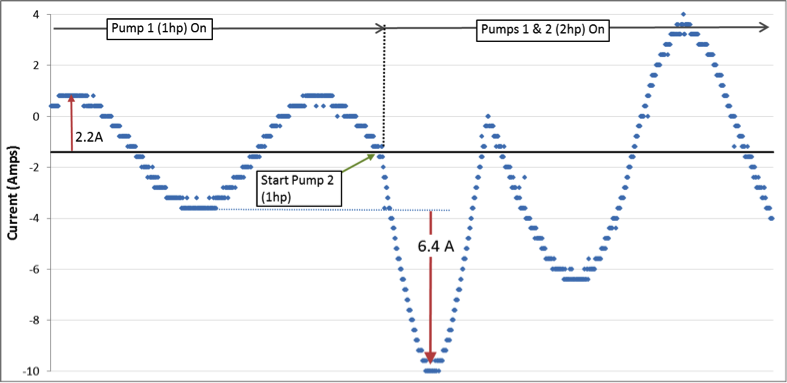 4
Pump 1 (1hp) On
Pumps 1 & 2 (2hp) On
2
0
2.2A
-2
Start Pump 2
(1hp)
-4
6.4 A
-6
-8
-10
Current (Amps)